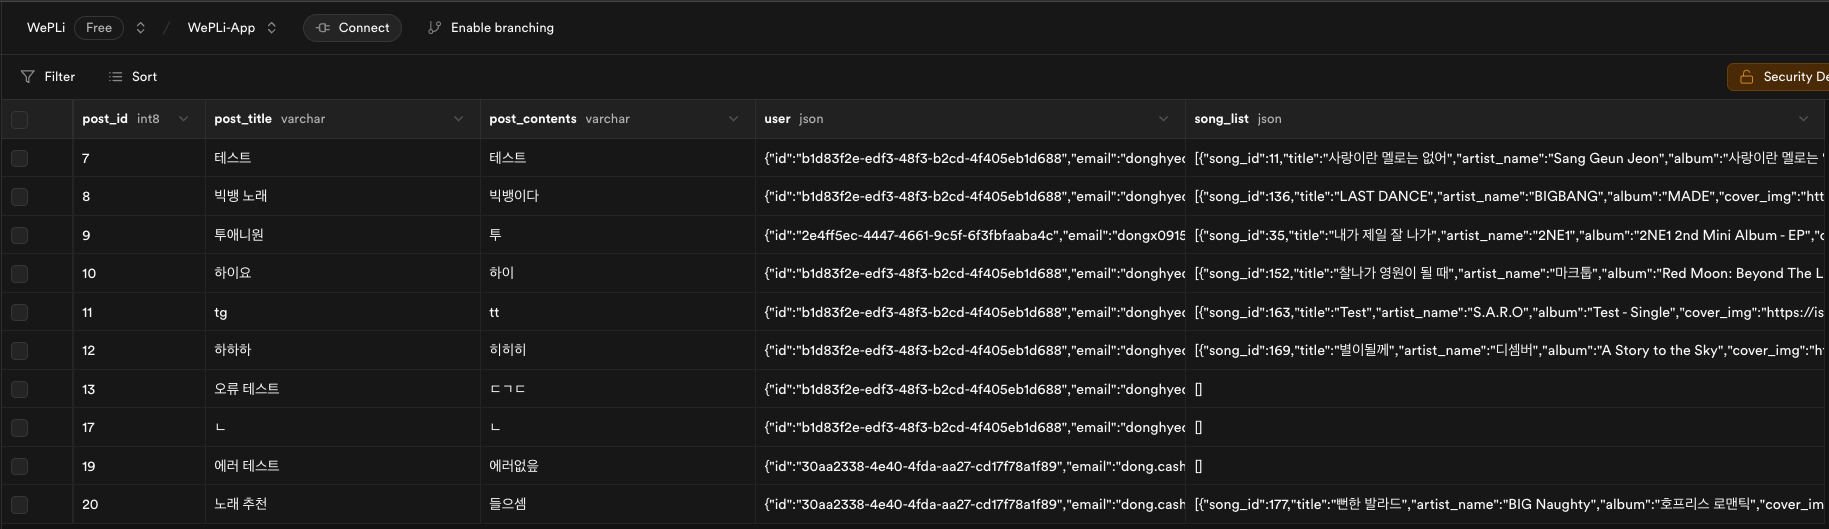 WePLi Free / WePLi-App Connect Enable branching
Filter Sort Security
post_id int8 post_title varchar post_contents varchar user json song_list json
7 테스트 테스트 {"id":"b1d83f2e-edf3-48f3-b2cd-4f405eb1d688","email":"donghyec [{"song_id":11,"title":"사랑이란 멜로는 없어","artist_name":"Sang Geun Jeon","album":"사랑이란 멜로는
8 빅뱅 노래 빅뱅이다 {"id":"b1d83f2e-edf3-48f3-b2cd-4f405eb1d688","email":"donghyec [{"song_id":136,"title":"LAST DANCE","artist_name":"BIGBANG","album":"MADE","cover_img":"htt
9 투애니원 투 {"id":"2e4ff5ec-4447-4661-9c5f-6f3fbfaaba4c","email":"dongx0915 [{"song_id":35,"title":"내가 제일 잘 나가","artist_name":"2NE1","album":"2NE1 2nd Mini Album - EP","c
10 하이요 하이 {"id":"b1d83f2e-edf3-48f3-b2cd-4f405eb1d688","email":"donghyec [{"song_id":152,"title":"찰나가 영원이 될 때","artist_name":"마크툽","album":"Red Moon: Beyond The L
11 tg tt {"id":"b1d83f2e-edf3-48f3-b2cd-4f405eb1d688","email":"donghyec [{"song_id":163,"title":"Test","artist_name":"S.A.R.O","album":"Test - Single","cover_img":"https://is
12 하하하 히히히 {"id":"b1d83f2e-edf3-48f3-b2cd-4f405eb1d688","email":"donghyec [{"song_id":169,"title":"별이될께","artist_name":"디셈버","album":"A Story to the Sky","cover_img":"h
13 오류 테스트 ㄷㄱㄷ {"id":"b1d83f2e-edf3-48f3-b2cd-4f405eb1d688","email":"donghyec []
17 ㄴ ㄴ {"id":"b1d83f2e-edf3-48f3-b2cd-4f405eb1d688","email":"donghyec []
19 에러 테스트 에러없읖 {"id":"30aa2338-4e40-4fda-aa27-cd17f78a1f89","email":"dong.cash []
20 노래 추천 들으셈 {"id":"30aa2338-4e40-4fda-aa27-cd17f78a1f89","email":"dong.cash [{"song_id":177,"title":"뻔한 발라드","artist_name":"BIG Naughty","album":"호프리스 로맨틱","cover_im